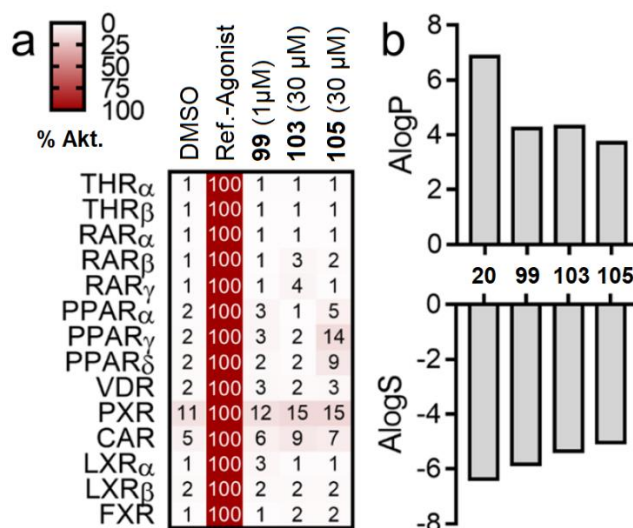 a
0
25
50
75
100
% Akt.
DMSO
Ref.-Agonist
99 (1µM)
103 (30 µM)
105 (30 µM)
THRα 1 100 1 1 1
THRβ 1 100 1 1 1
RARα 1 100 1 1 1
RARβ 1 100 1 3 2
RARγ 1 100 1 4 1
PPARα 2 100 3 1 5
PPARγ 2 100 3 2 14
PPARδ 2 100 2 2 9
VDR 2 100 3 2 3
PXR 11 100 12 15 15
CAR 5 100 6 9 7
LXRα 1 100 3 1 1
LXRβ 2 100 2 2 2
FXR 1 100 1 2 2
b
AlogP
8
6
4
2
0
20 99 103 105
AlogS
0
-2
-4
-6
-8